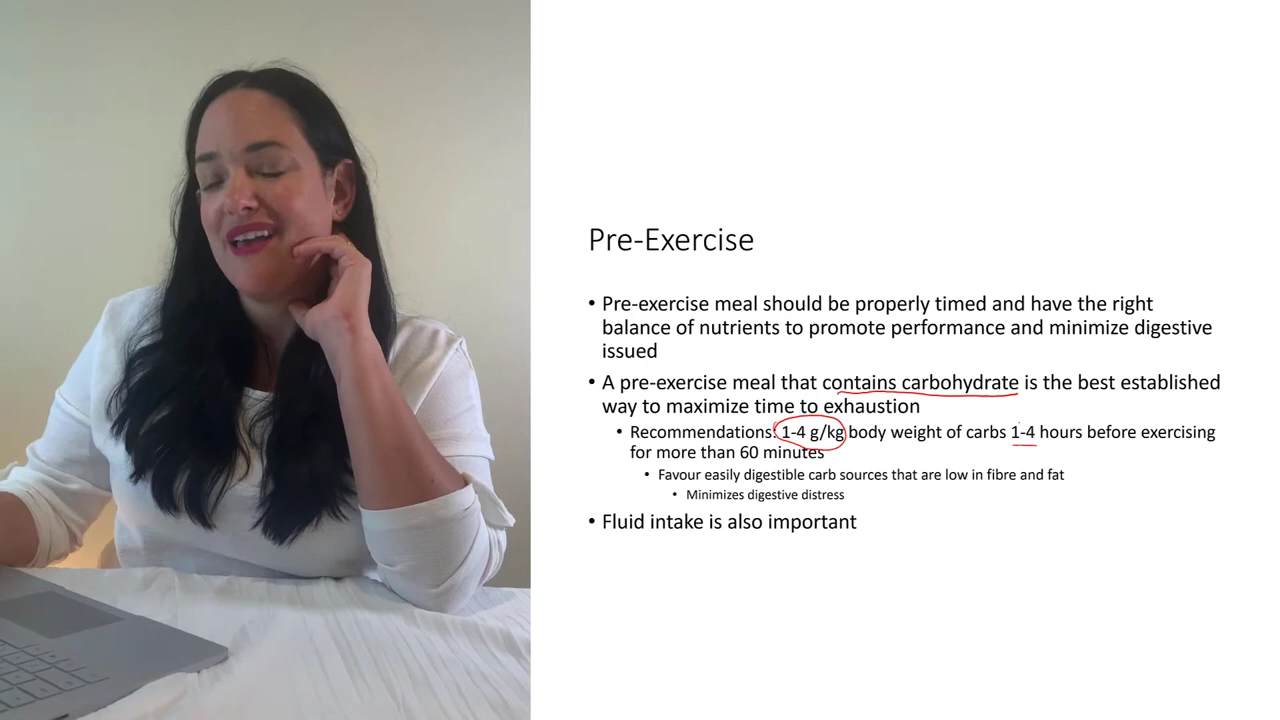 Pre-Exercise
• Pre-exercise meal should be properly timed and have the right
balance of nutrients to promote performance and minimize digestive
issued
• A pre-exercise meal that contains carbohydrate is the best established
way to maximize time to exhaustion
• Recommendations: 1-4 g/kg body weight of carbs 1-4 hours before exercising
for more than 60 minutes
• Favour easily digestible carb sources that are low in fibre and fat
• Minimizes digestive distress
• Fluid intake is also important